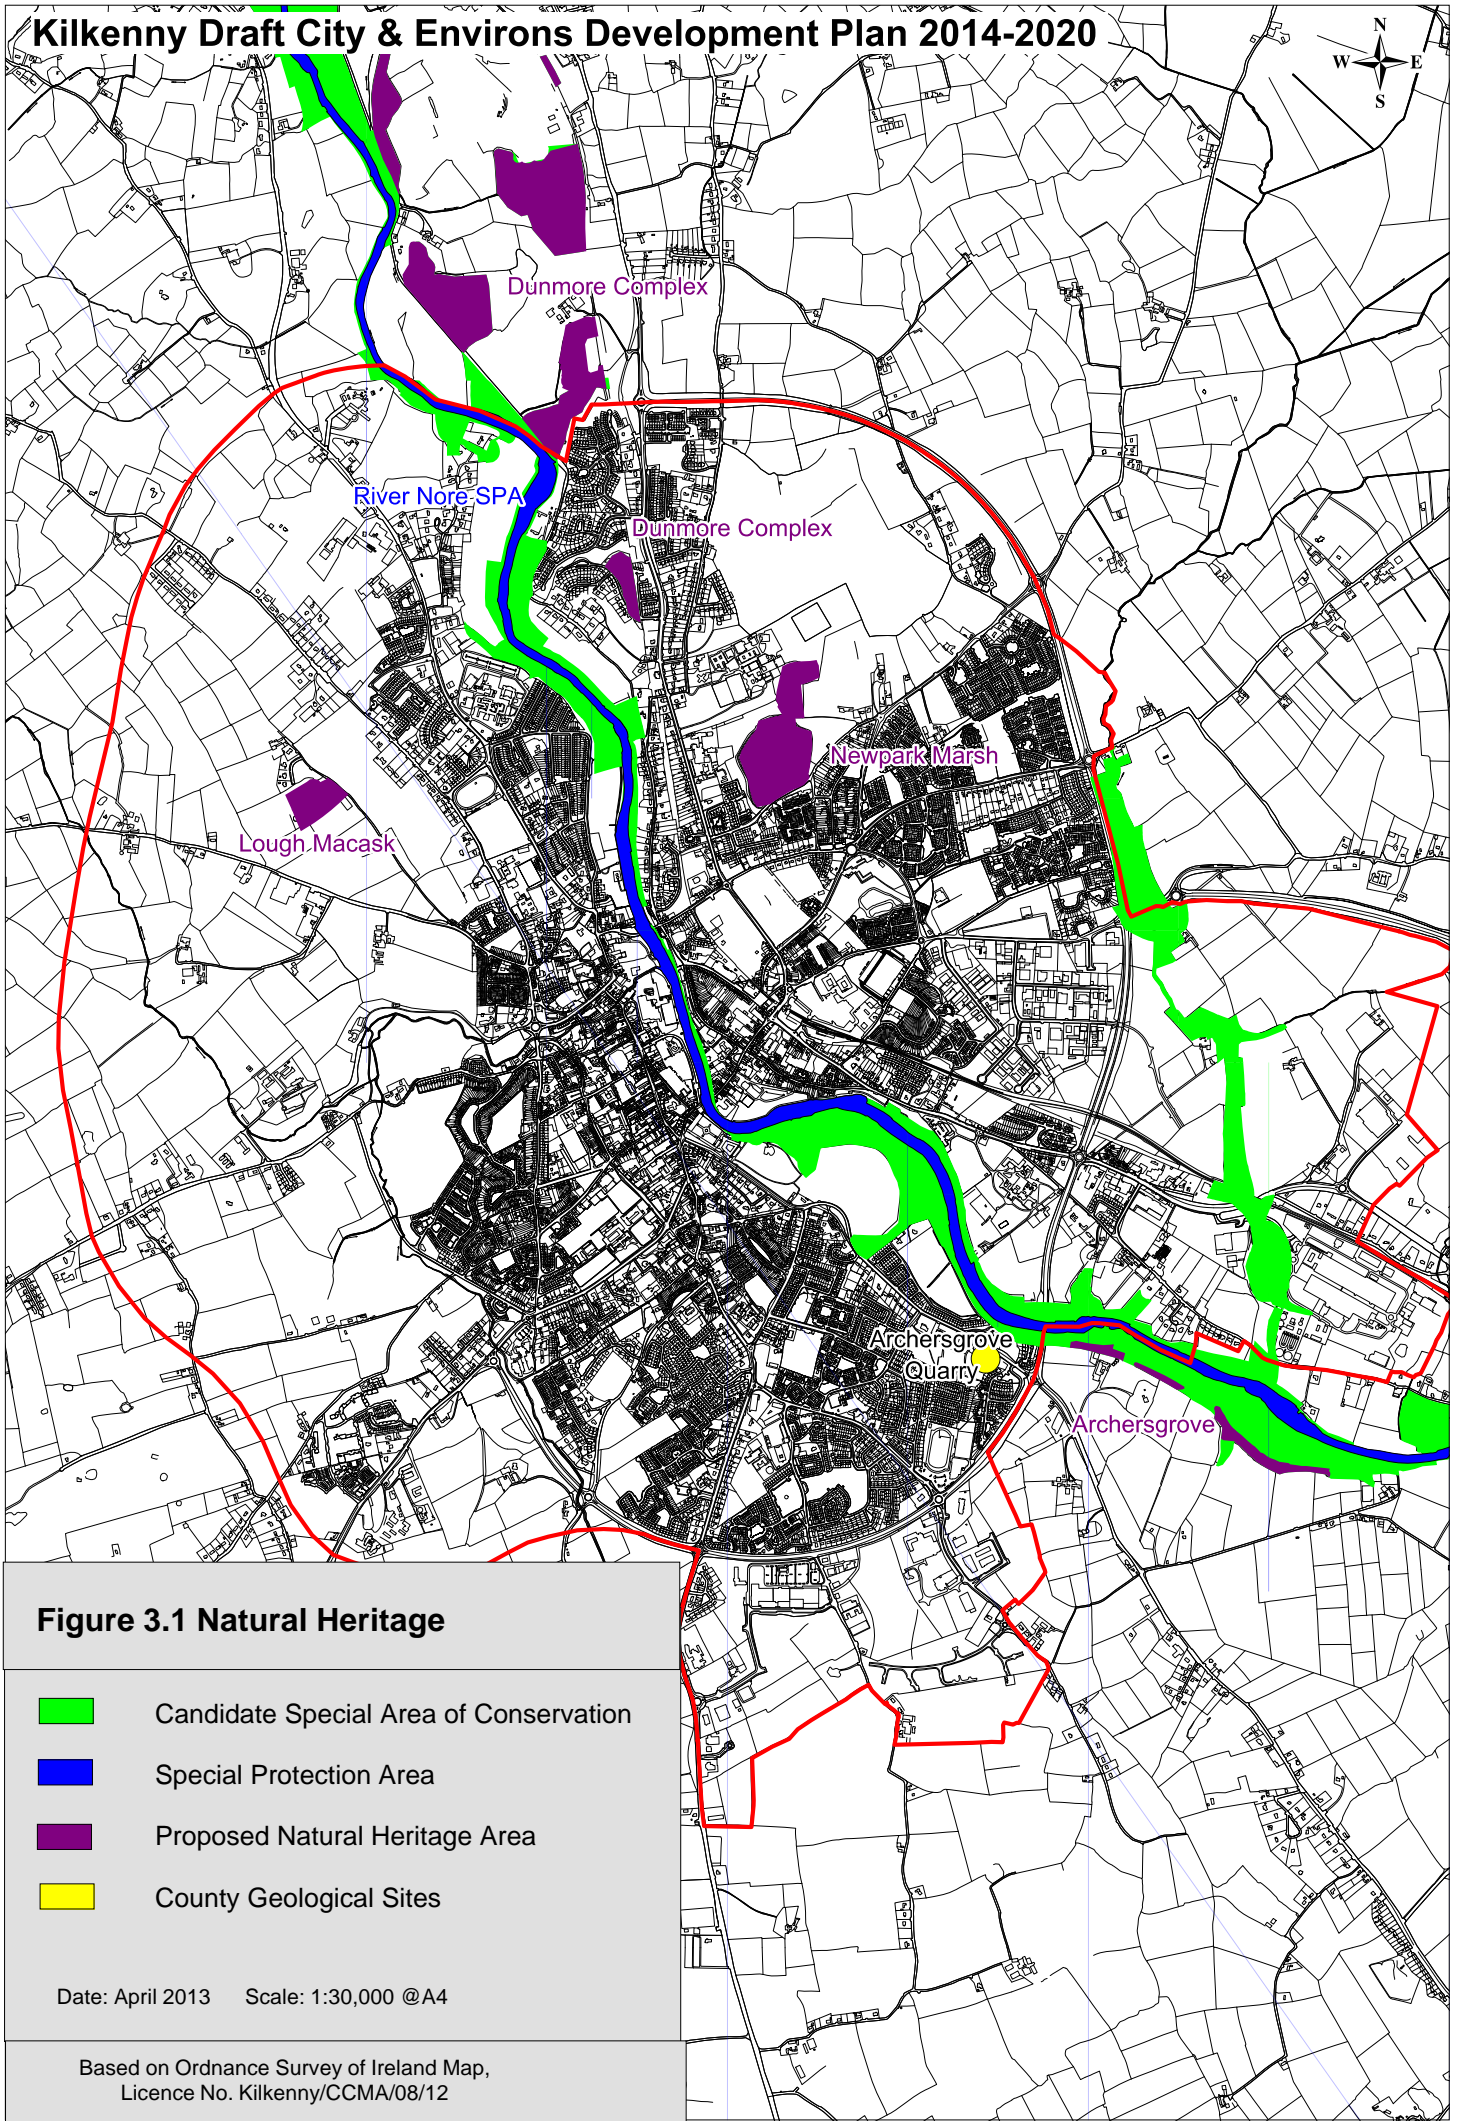 Kilkenny Draft City & Environs Development Plan 2014-2020
N
W E
S
Dunmore Complex
River Nore SPA
Dunmore Complex
Newpark Marsh
Lough Macask
Archersgrove
Quarry
Archersgrove
Figure 3.1 Natural Heritage
Candidate Special Area of Conservation
Special Protection Area
Proposed Natural Heritage Area
County Geological Sites
Date: April 2013 Scale: 1:30,000 @A4
Based on Ordnance Survey of Ireland Map,
Licence No. Kilkenny/CCMA/08/12